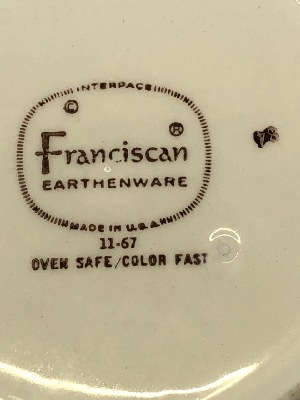 INTERPACE
©
Franciscan ®
EARTHENWARE
MADE IN U.S.A.
11-67
OVEN SAFE/COLOR FAST